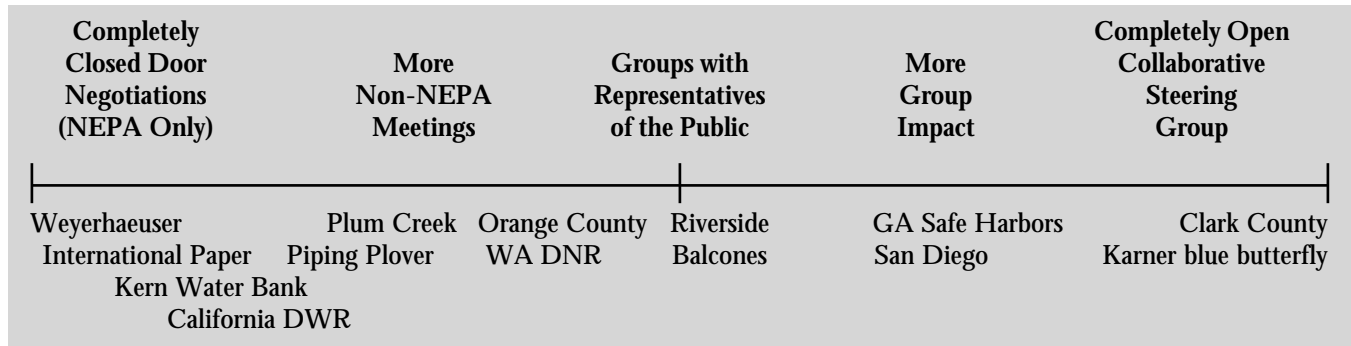 Completely
Closed Door
Negotiations
(NEPA Only)
More
Non-NEPA
Meetings
Groups with
Representatives
of the Public
More
Group
Impact
Completely Open
Collaborative
Steering
Group
Weyerhaeuser
International Paper
Kern Water Bank
California DWR
Plum Creek
Piping Plover
Orange County
WA DNR
Riverside
Balcones
GA Safe Harbors
San Diego
Clark County
Karner blue butterfly